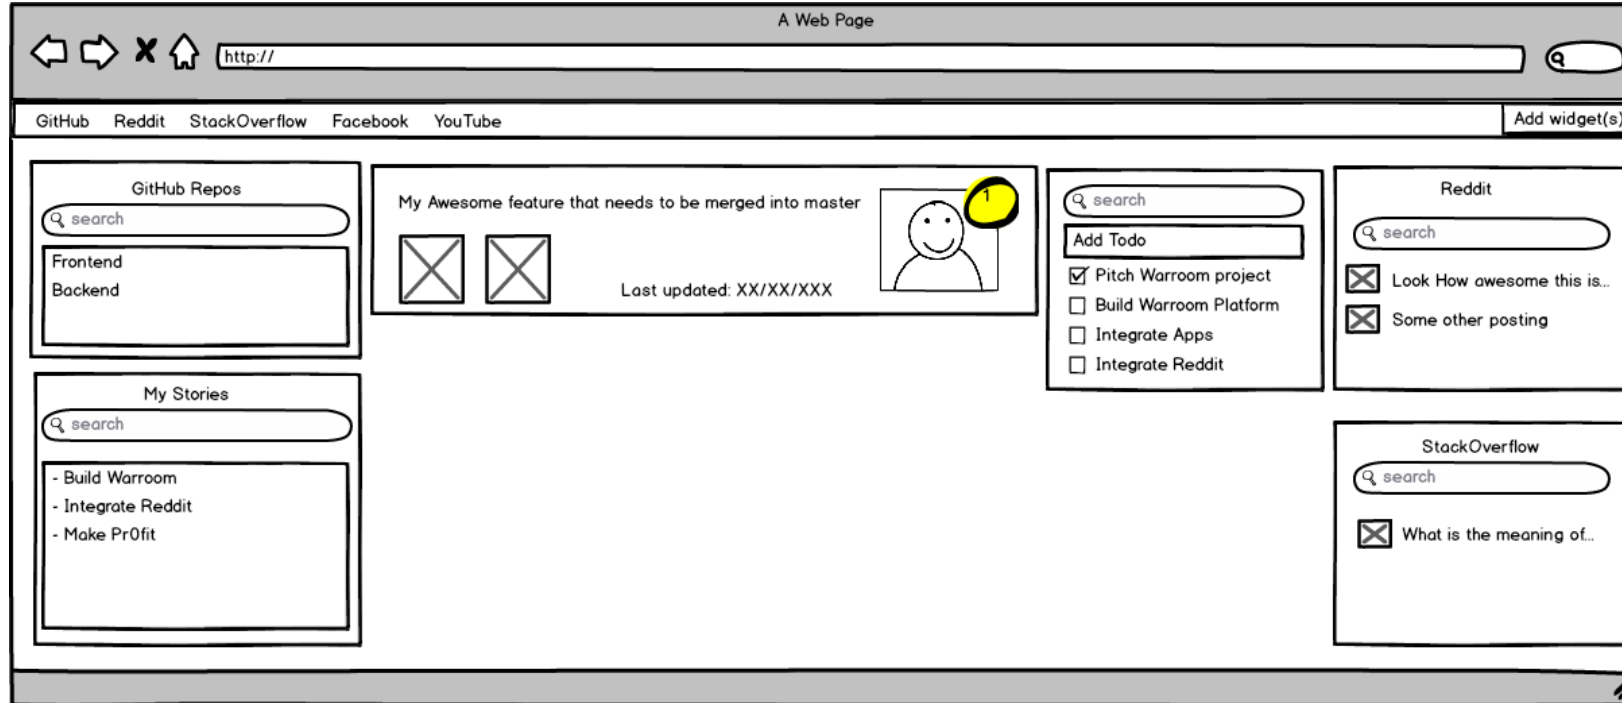 A Web Page
http://
GitHub Reddit StackOverflow Facebook YouTube
Add widget(s)
GitHub Repos
search
Frontend
Backend
My Stories
search
- Build Warroom
- Integrate Reddit
- Make Pr0fit
My Awesome feature that needs to be merged into master
1
Last updated: XX/XX/XXX
search
Add Todo
Pitch Warroom project
Build Warroom Platform
Integrate Apps
Integrate Reddit
Reddit
search
Look How awesome this is...
Some other posting
StackOverflow
search
What is the meaning of...